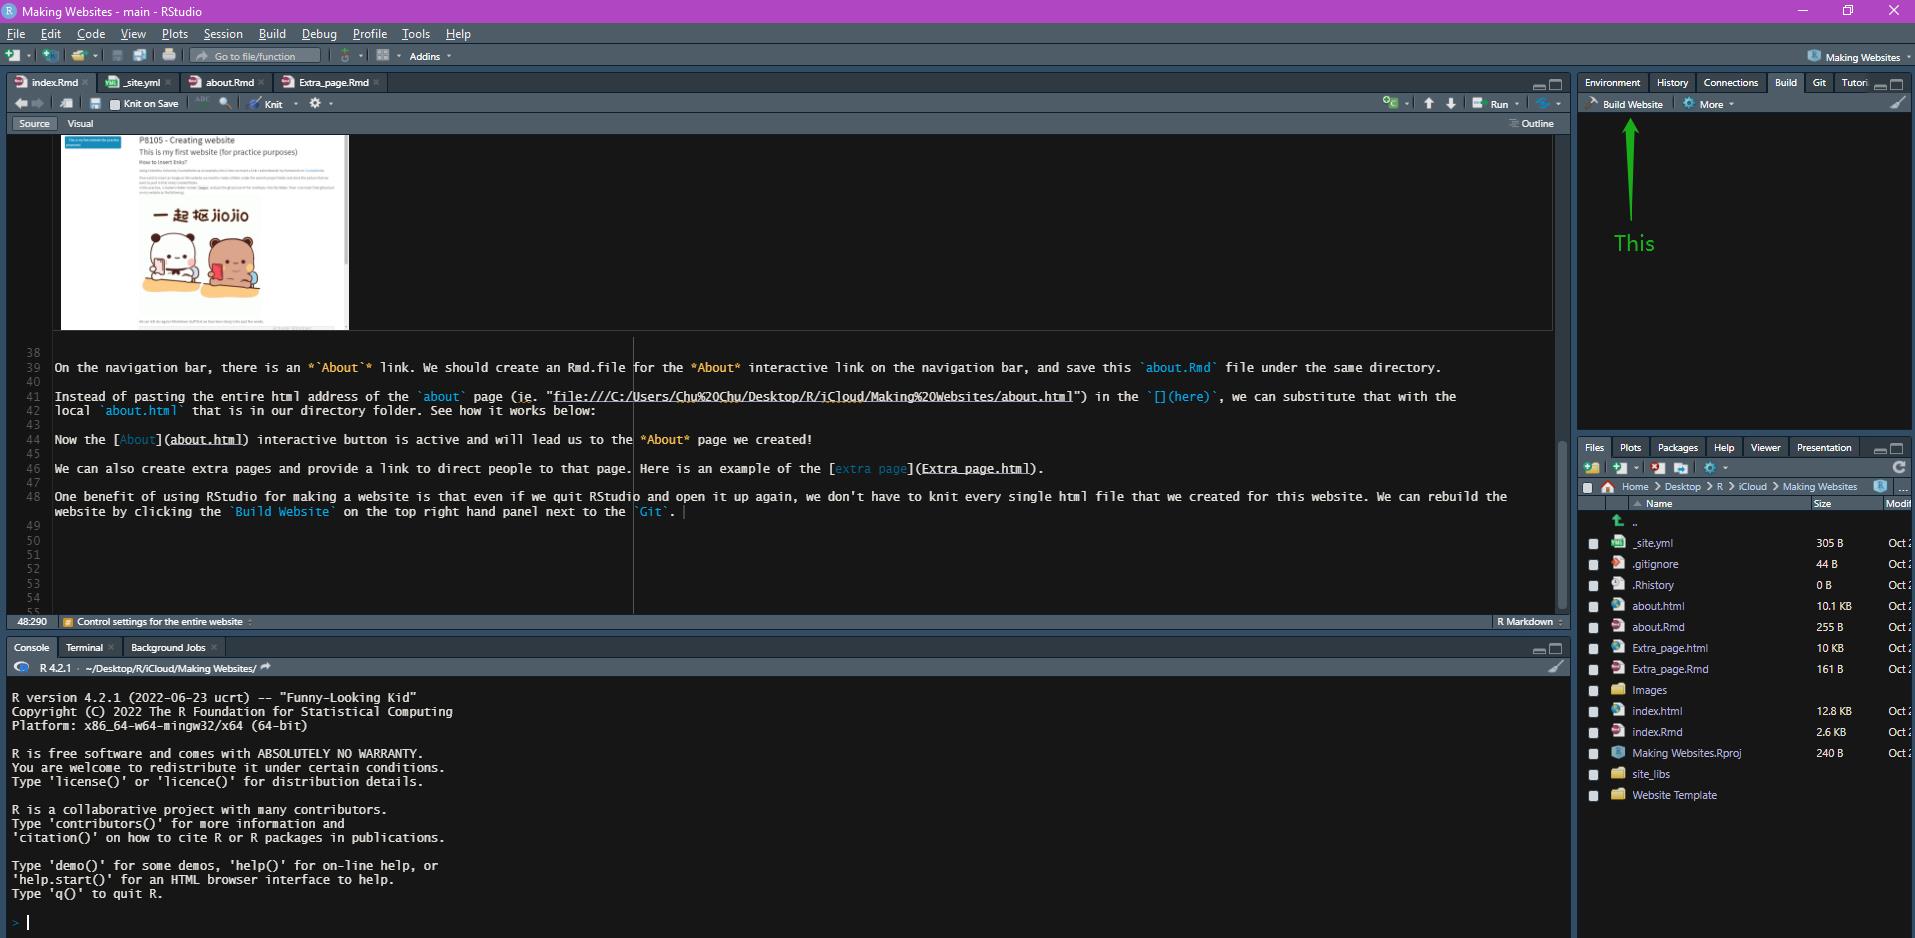 Making Websites - main - RStudio
File Edit Code View Plots Session Build Debug Profile Tools Help
Go to file/function Addins Making Websites
index.Rmd _site.yml about.Rmd Extra_page.Rmd
Knit on Save ABC Knit Run
Source Visual Outline
P8105 - Creating website
This is my first website (for practice purposes)
How to Insert links?
一起抠jiojio
38
39 On the navigation bar, there is an *`About`* link. We should create an Rmd.file for the *About* interactive link on the navigation bar, and save this `about.Rmd` file under the same directory.
40
41 Instead of pasting the entire html address of the `about` page (ie. "file:///C:/Users/Chu%20Chu/Desktop/R/iCloud/Making%20Websites/about.html") in the `[](here)`, we can substitute that with the
42 local `about.html` that is in our directory folder. See how it works below:
43
44 Now the [About](about.html) interactive button is active and will lead us to the *About* page we created!
45
46 We can also create extra pages and provide a link to direct people to that page. Here is an example of the [extra page](Extra_page.html).
47
48 One benefit of using RStudio for making a website is that even if we quit RStudio and open it up again, we don't have to knit every single html file that we created for this website. We can rebuild the
website by clicking the `Build Website` on the top right hand panel next to the `Git`.
49
50
51
52
53
54
55
48:290 Control settings for the entire website R Markdown
Console Terminal Background Jobs
R 4.2.1 · ~/Desktop/R/iCloud/Making Websites/
R version 4.2.1 (2022-06-23 ucrt) -- "Funny-Looking Kid"
Copyright (C) 2022 The R Foundation for Statistical Computing
Platform: x86_64-w64-mingw32/x64 (64-bit)
R is free software and comes with ABSOLUTELY NO WARRANTY.
You are welcome to redistribute it under certain conditions.
Type 'license()' or 'licence()' for distribution details.
R is a collaborative project with many contributors.
Type 'contributors()' for more information and
'citation()' on how to cite R or R packages in publications.
Type 'demo()' for some demos, 'help()' for on-line help, or
'help.start()' for an HTML browser interface to help.
Type 'q()' to quit R.
>
Environment History Connections Build Git Tutori
Build Website More
This
Files Plots Packages Help Viewer Presentation
Home > Desktop > R > iCloud > Making Websites ...
Name Size Modif
..
_site.yml 305 B Oct 2
.gitignore 44 B Oct 2
.Rhistory 0 B Oct 2
about.html 10.1 KB Oct 2
about.Rmd 255 B Oct 2
Extra_page.html 10 KB Oct 2
Extra_page.Rmd 161 B Oct 2
Images
index.html 12.8 KB Oct 2
index.Rmd 2.6 KB Oct 2
Making Websites.Rproj 240 B Oct 2
site_libs
Website Template